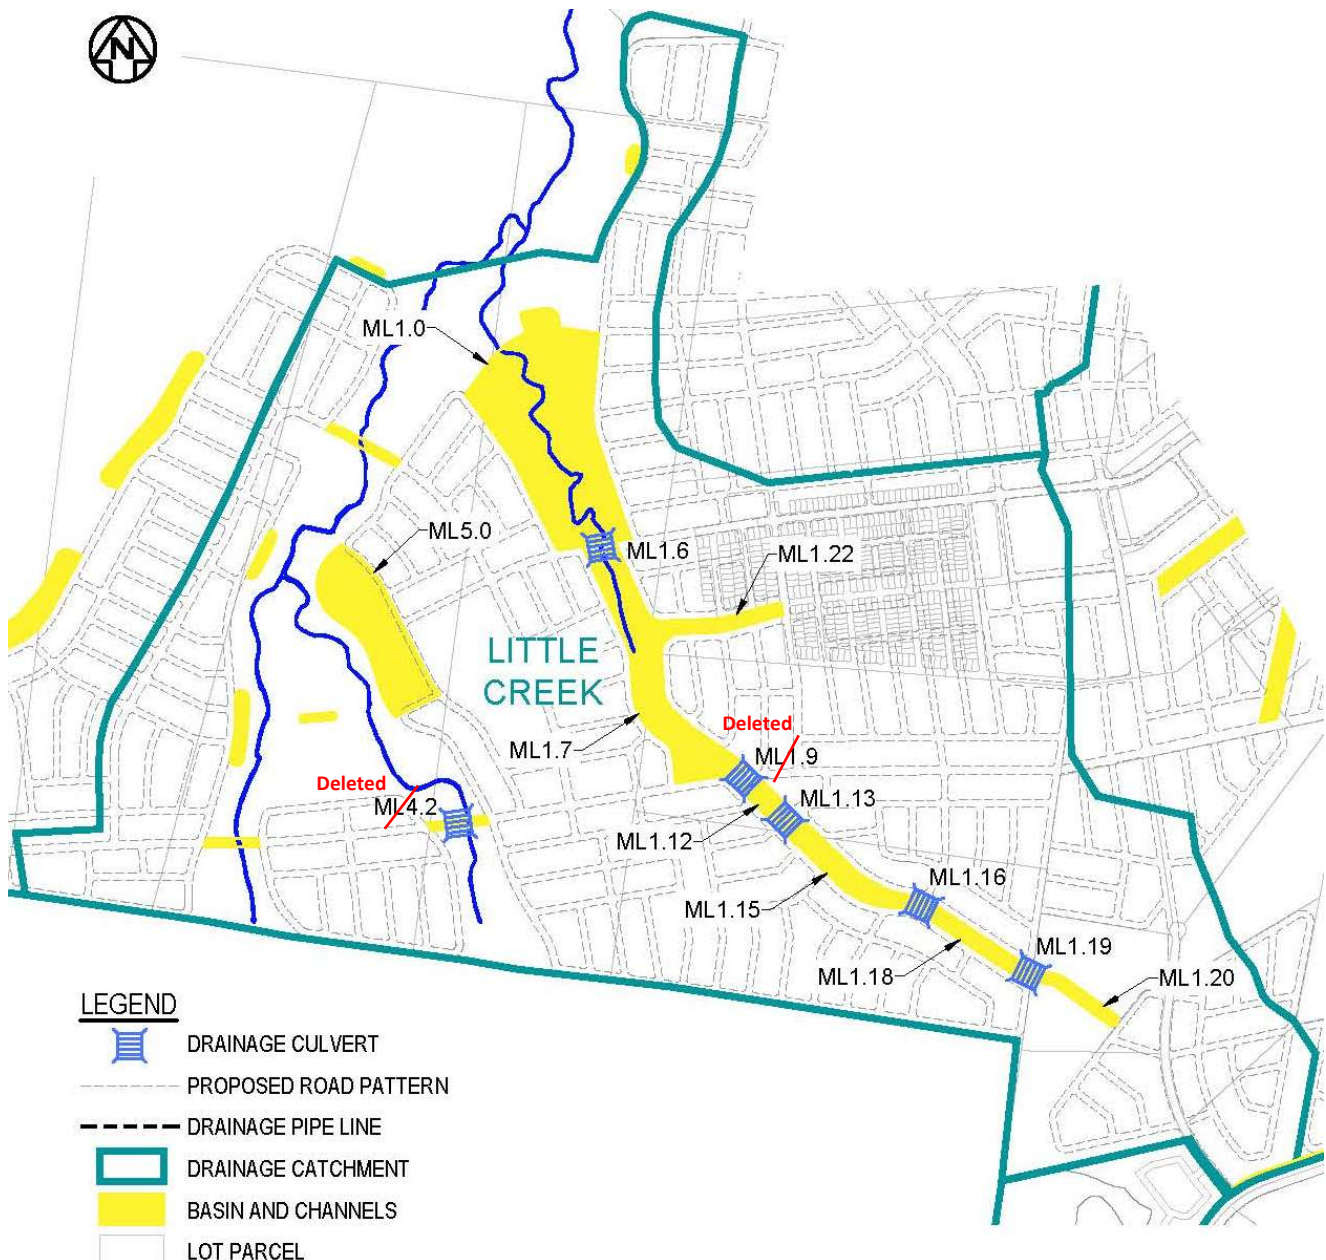 N
ML1.0
ML5.0
ML1.6
ML1.22
LITTLE
CREEK
ML1.7
Deleted
ML1.9
Deleted
ML4.2
ML1.13
ML1.12
ML1.16
ML1.15
ML1.19
ML1.18
ML1.20
LEGEND
DRAINAGE CULVERT
PROPOSED ROAD PATTERN
DRAINAGE PIPE LINE
DRAINAGE CATCHMENT
BASIN AND CHANNELS
LOT PARCEL